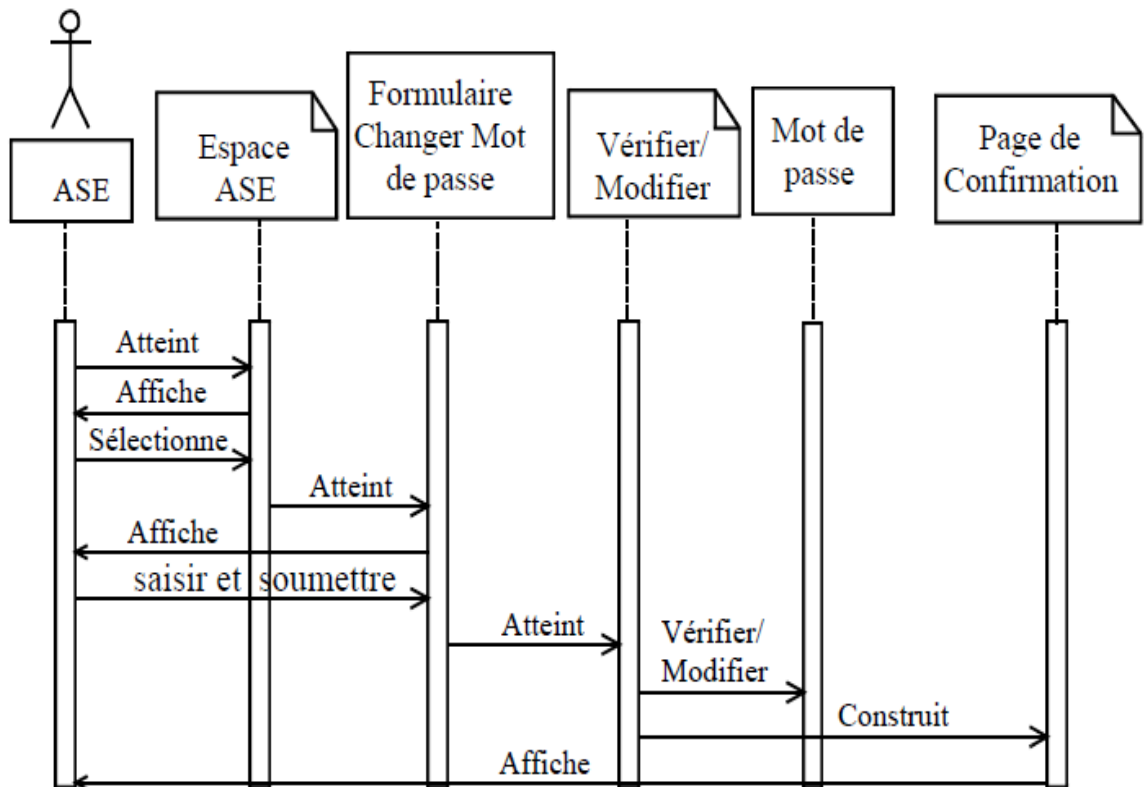 ASE
Espace
ASE
Formulaire
Changer Mot
de passe
Vérifier/
Modifier
Mot de
passe
Page de
Confirmation
Atteint
Affiche
Sélectionne
Atteint
Affiche
saisir et soumettre
Atteint
Vérifier/
Modifier
Construit
Affiche